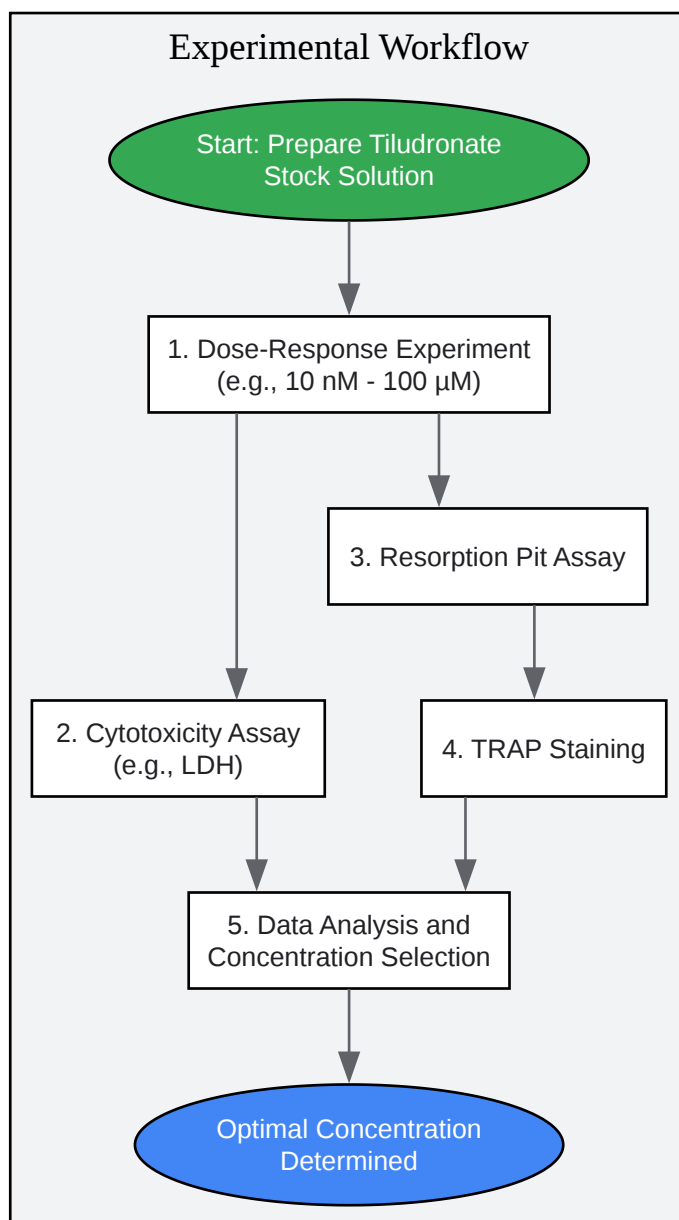 Experimental Workflow
Start: Prepare Tiludronate
Stock Solution
1. Dose-Response Experiment
(e.g., 10 nM - 100 µM)
3. Resorption Pit Assay
2. Cytotoxicity Assay
(e.g., LDH)
4. TRAP Staining
5. Data Analysis and
Concentration Selection
Optimal Concentration
Determined